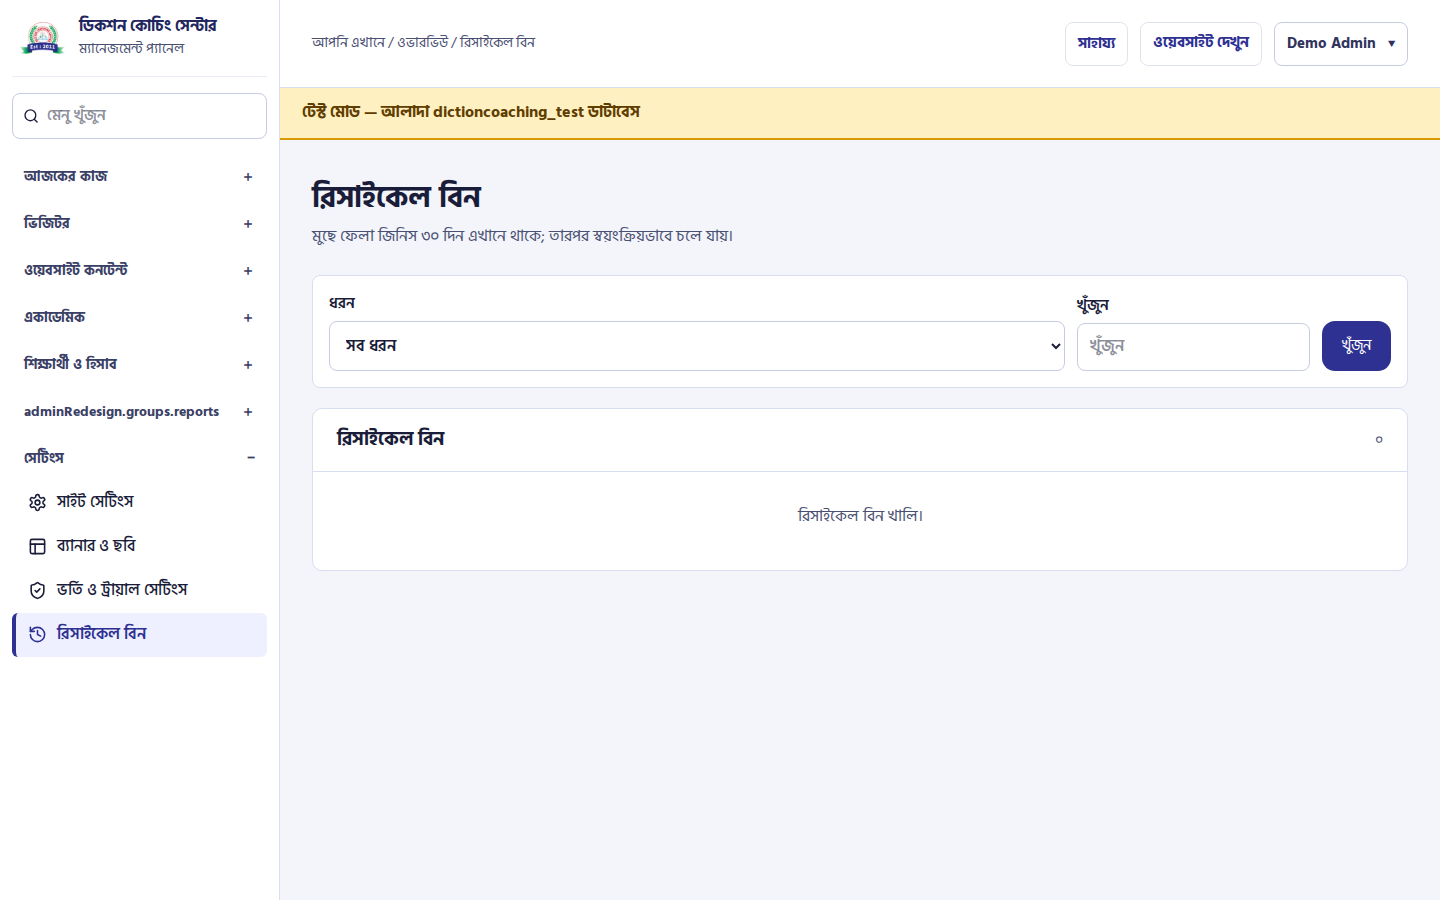 ডিকশন কোচিং সেন্টার
ম্যানেজমেন্ট প্যানেল
Est : 2011
মেনু খুঁজুন
আজকের কাজ +
ভিজিটর +
ওয়েবসাইট কনটেন্ট +
একাডেমিক +
শিক্ষার্থী ও হিসাব +
adminRedesign.groups.reports +
সেটিংস −
সাইট সেটিংস
ব্যানার ও ছবি
ভর্তি ও ট্রায়াল সেটিংস
রিসাইকেল বিন
আপনি এখানে / ওভারভিউ / রিসাইকেল বিন
সাহায্য
ওয়েবসাইট দেখুন
Demo Admin ▾
টেস্ট মোড — আলাদা dictioncoaching_test ডাটাবেস
রিসাইকেল বিন
মুছে ফেলা জিনিস ৩০ দিন এখানে থাকে; তারপর স্বয়ংক্রিয়ভাবে চলে যায়।
ধরন
সব ধরন
খুঁজুন
খুঁজুন
খুঁজুন
রিসাইকেল বিন ০
রিসাইকেল বিন খালি।